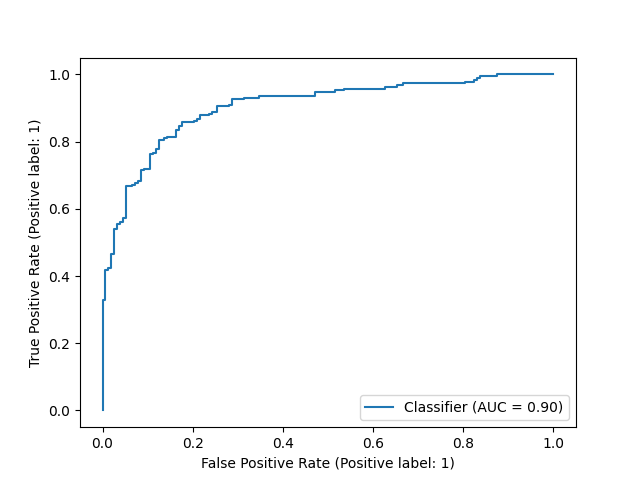 1.0
0.8
0.6
0.4
0.2
0.0
True Positive Rate (Positive label: 1)
Classifier (AUC = 0.90)
0.0 0.2 0.4 0.6 0.8 1.0
False Positive Rate (Positive label: 1)